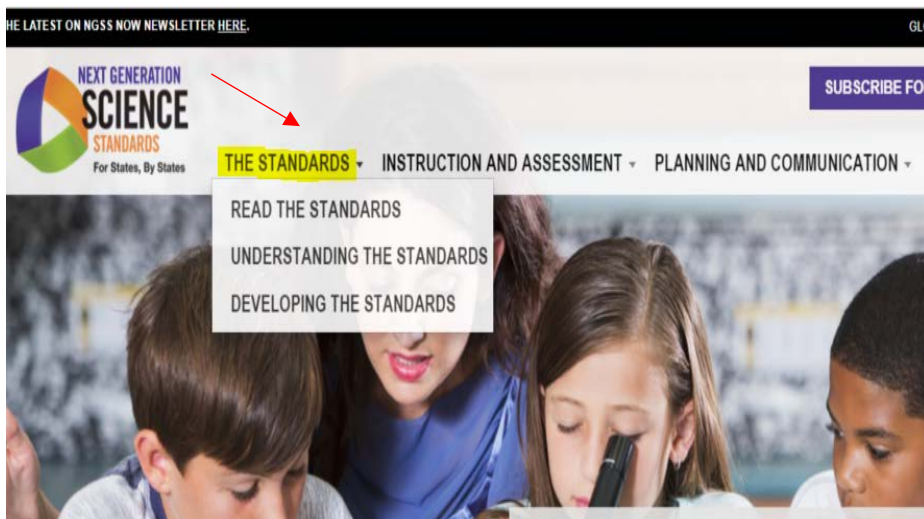 HE LATEST ON NGSS NOW NEWSLETTER HERE.
NEXT GENERATION
SCIENCE
STANDARDS
For States, By States
SUBSCRIBE FO
THE STANDARDS INSTRUCTION AND ASSESSMENT PLANNING AND COMMUNICATION
READ THE STANDARDS
UNDERSTANDING THE STANDARDS
DEVELOPING THE STANDARDS